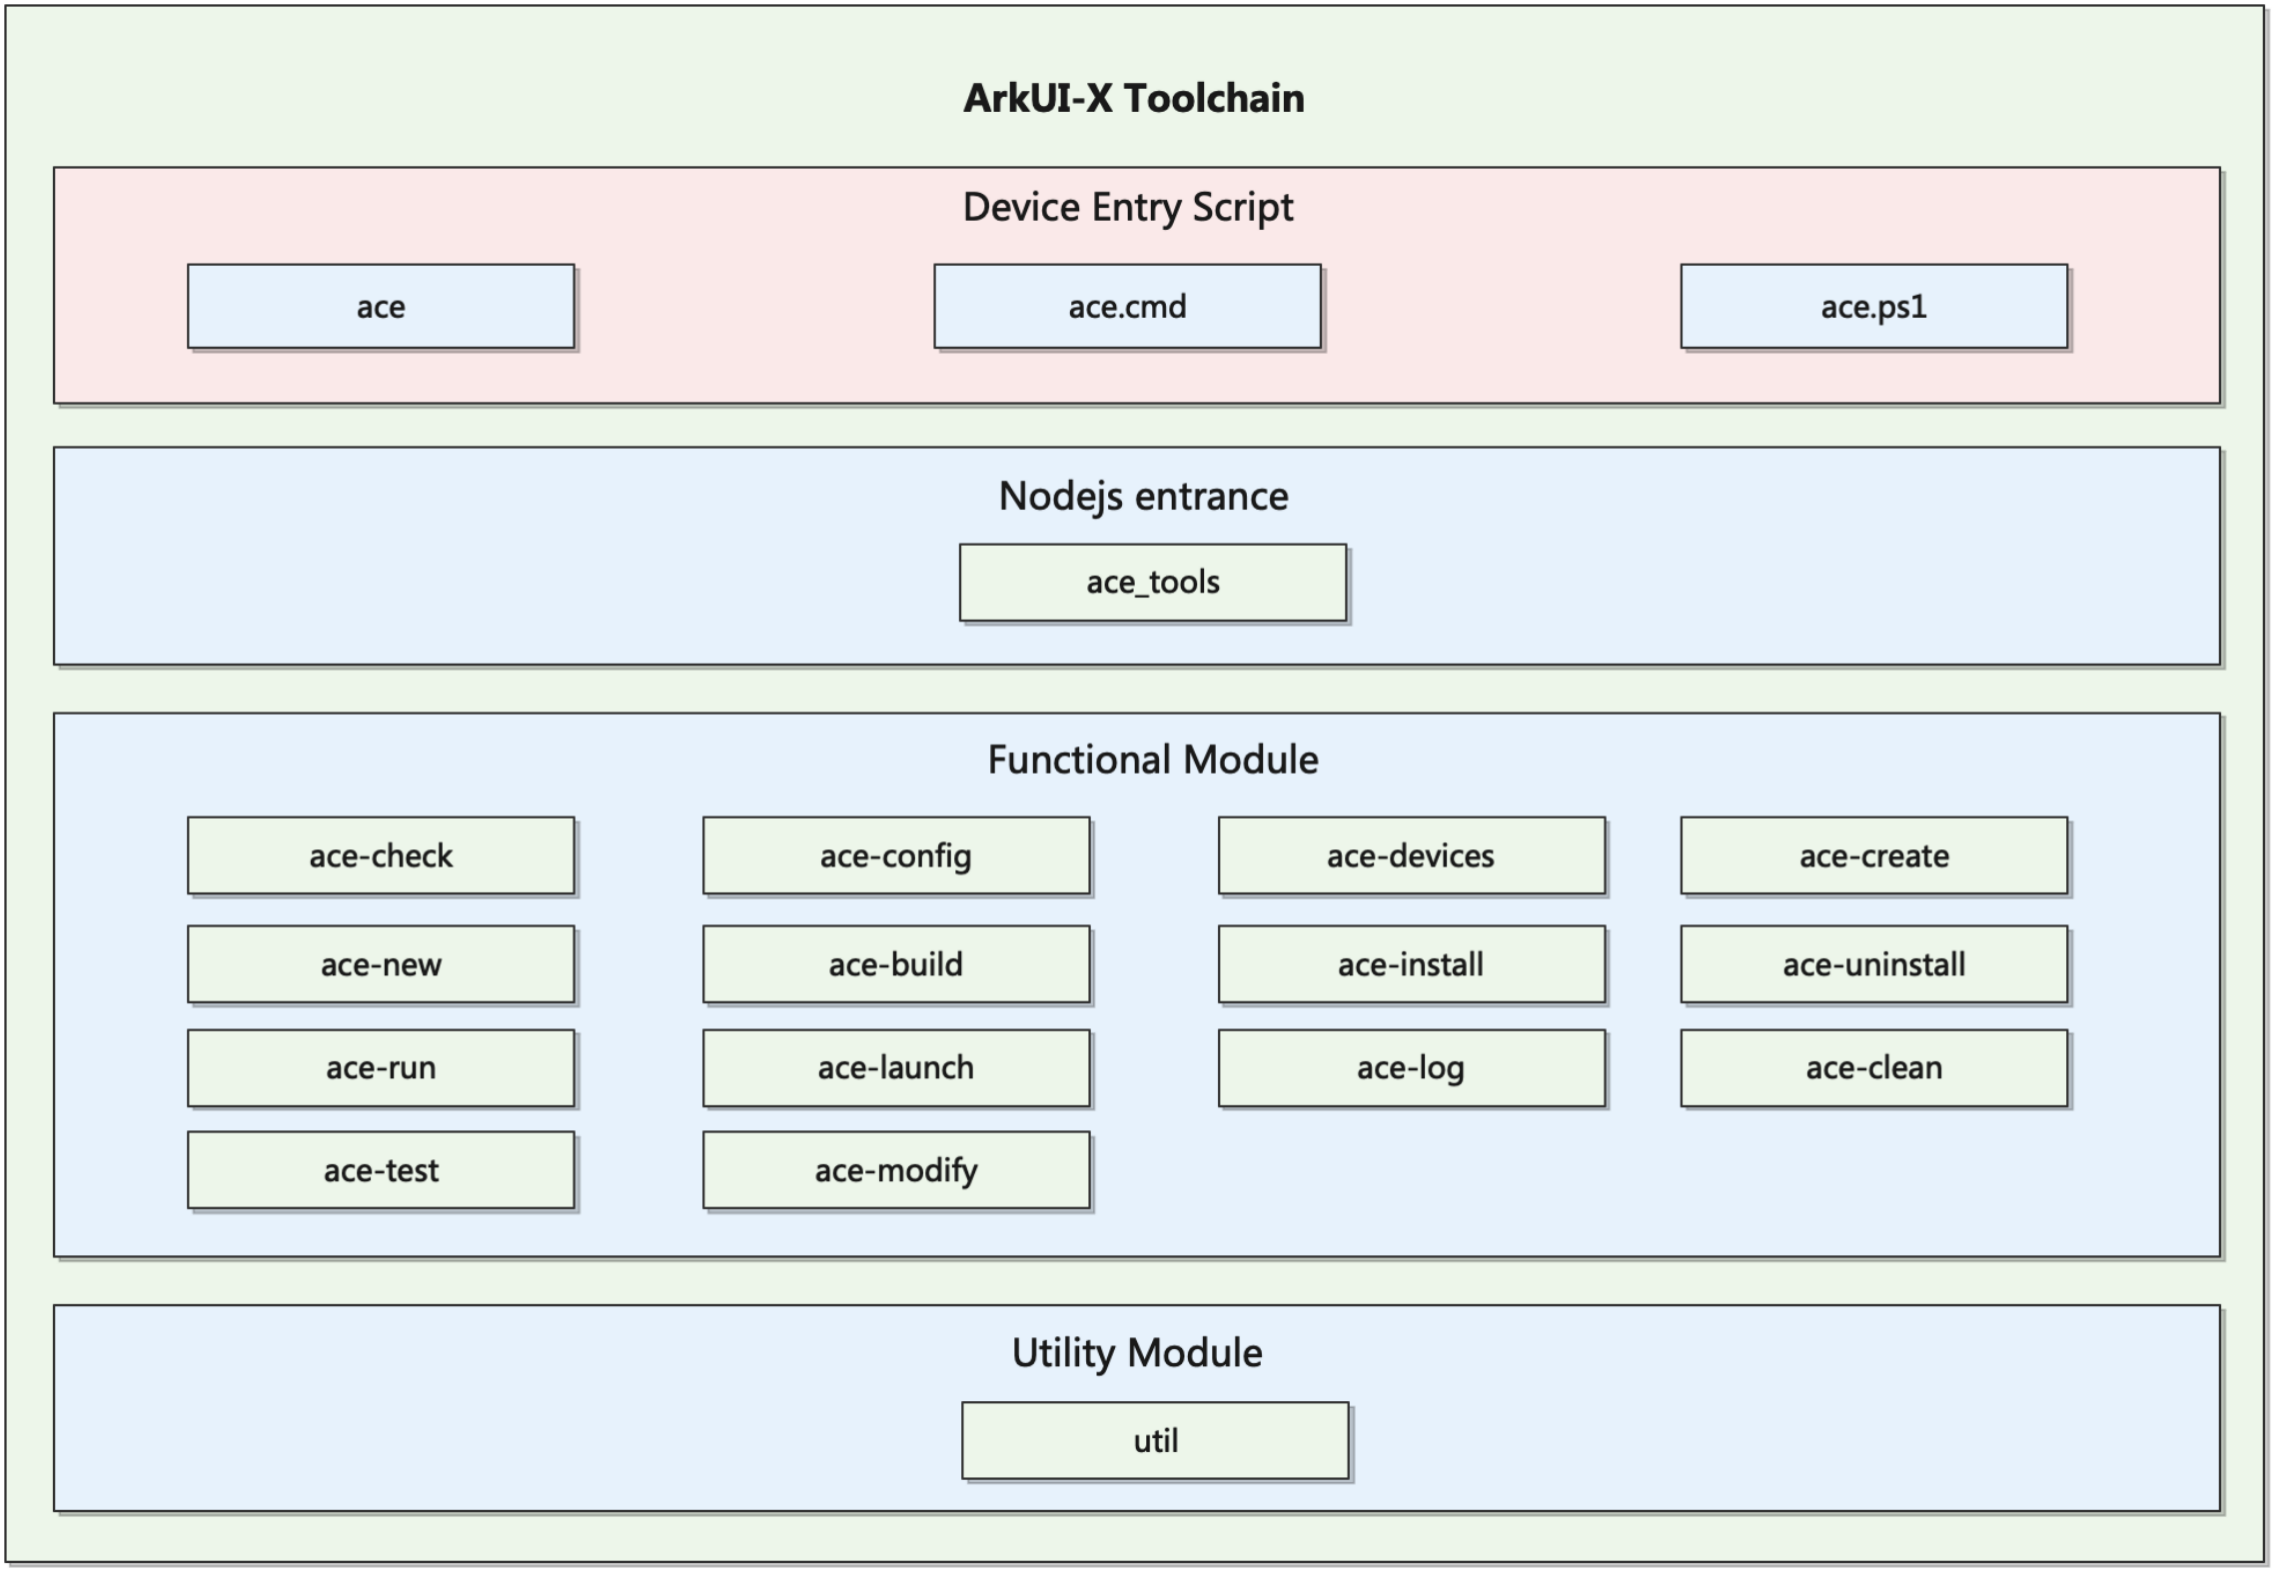 ArkUI-X Toolchain
Device Entry Script
ace
ace.cmd
ace.ps1
Nodejs entrance
ace_tools
Functional Module
ace-check
ace-config
ace-devices
ace-create
ace-new
ace-build
ace-install
ace-uninstall
ace-run
ace-launch
ace-log
ace-clean
ace-test
ace-modify
Utility Module
util